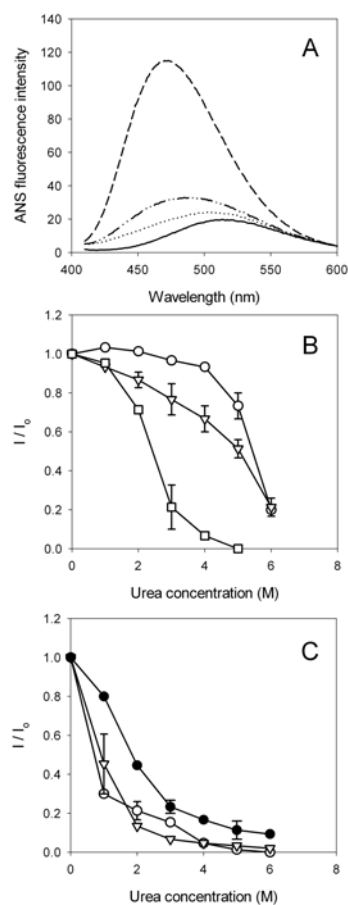 A
140
120
100
80
60
40
20
0
ANS fluorescence intensity
400 450 500 550 600
Wavelength (nm)
B
1.2
1.0
0.8
0.6
0.4
0.2
0.0
I / Io
0 2 4 6 8
Urea concentration (M)
C
1.2
1.0
0.8
0.6
0.4
0.2
0.0
I / Io
0 2 4 6 8
Urea concentration (M)